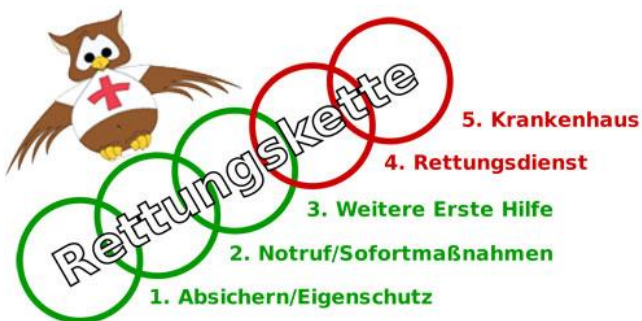 Rettungskette
5. Krankenhaus
4. Rettungsdienst
3. Weitere Erste Hilfe
2. Notruf/Sofortmaßnahmen
1. Absichern/Eigenschutz